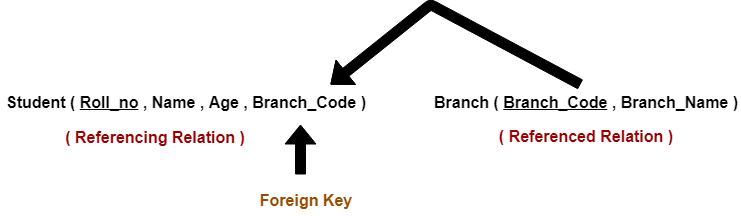 Student ( Roll_no , Name , Age , Branch_Code ) Branch ( Branch_Code , Branch_Name )
( Referencing Relation ) ( Referenced Relation )
Foreign Key